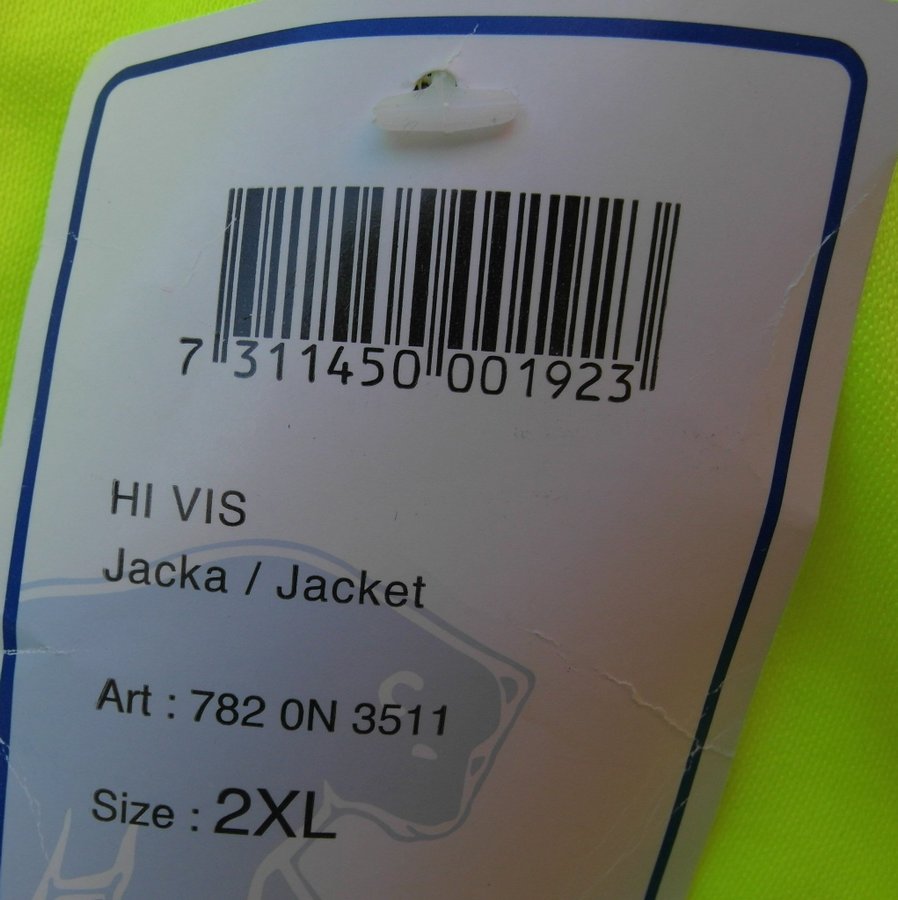 7 311450 001923
HI VIS
Jacka / Jacket
Art : 782 0N 3511
Size : 2XL